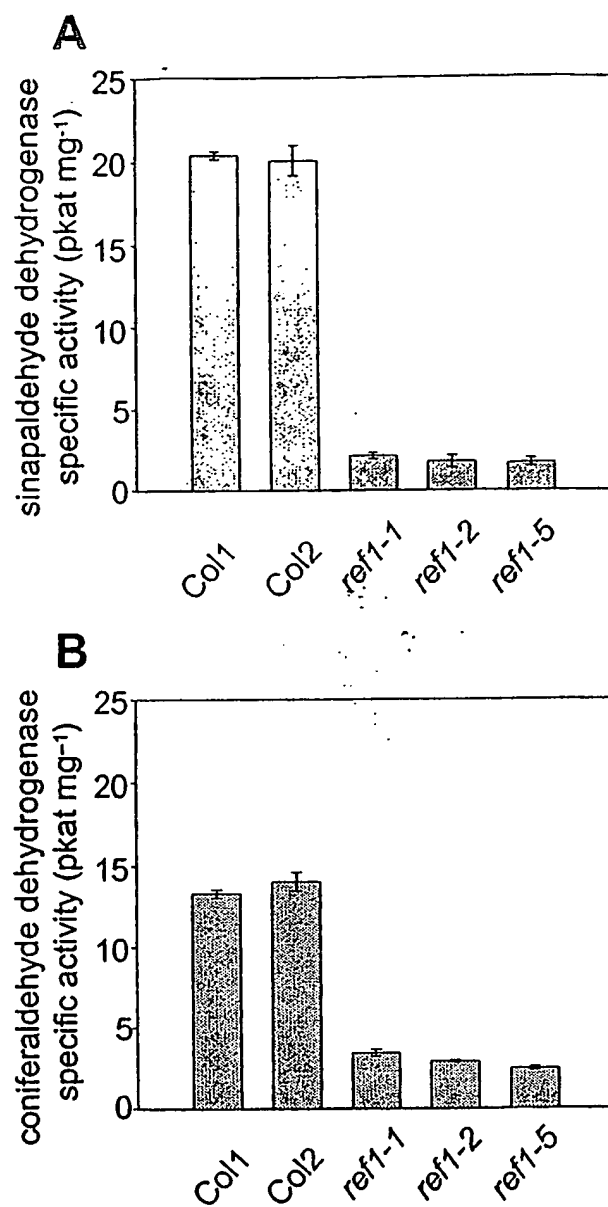 A
sinapaldehyde dehydrogenase
specific activity (pkat mg⁻¹)
25
20
15
10
5
0
Col1
Col2
ref1-1
ref1-2
ref1-5
B
coniferaldehyde dehydrogenase
specific activity (pkat mg⁻¹)
25
20
15
10
5
0
Col1
Col2
ref1-1
ref1-2
ref1-5